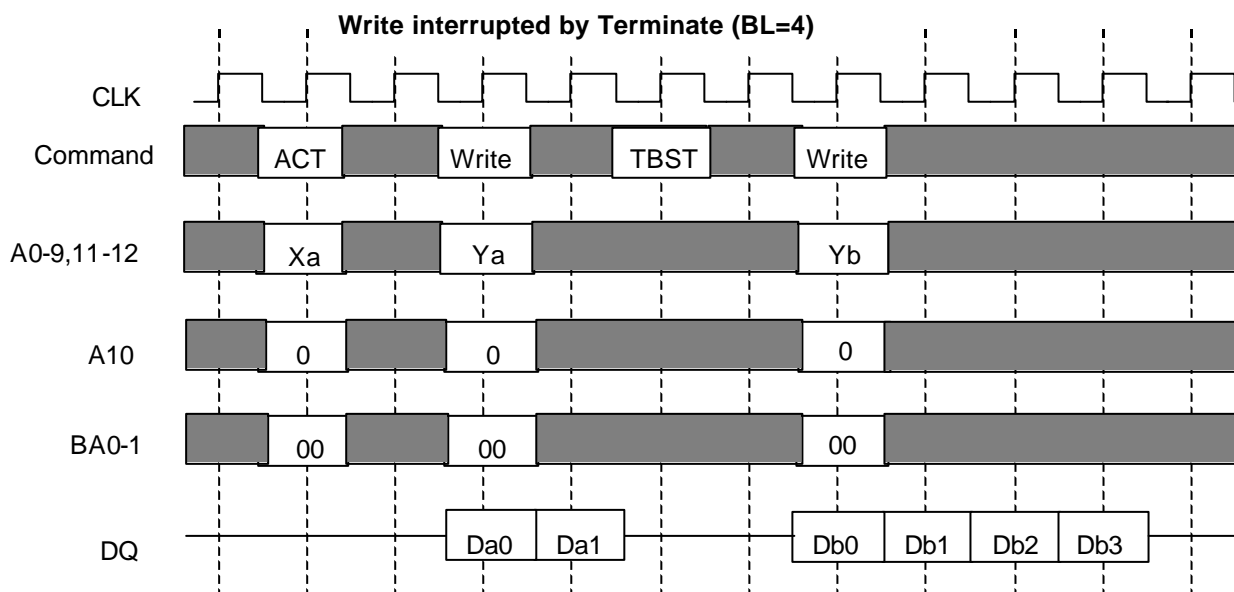 Write interrupted by Terminate (BL=4)
CLK
Command ACT Write TBST Write
A0-9,11-12 Xa Ya Yb
A10 0 0 0
BA0-1 00 00 00
DQ Da0 Da1 Db0 Db1 Db2 Db3